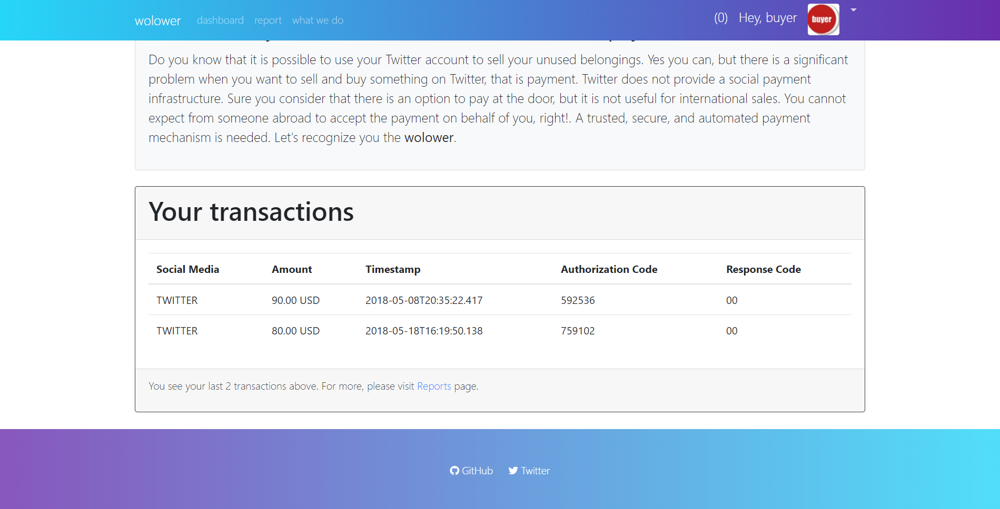 wolower dashboard report what we do (0) Hey, buyer buyer
Do you know that it is possible to use your Twitter account to sell your unused belongings. Yes you can, but there is a significant
problem when you want to sell and buy something on Twitter, that is payment. Twitter does not provide a social payment
infrastructure. Sure you consider that there is an option to pay at the door, but it is not useful for international sales. You cannot
expect from someone abroad to accept the payment on behalf of you, right!. A trusted, secure, and automated payment
mechanism is needed. Let's recognize you the wolower.
Your transactions
Social Media Amount Timestamp Authorization Code Response Code
TWITTER 90.00 USD 2018-05-08T20:35:22.417 592536 00
TWITTER 80.00 USD 2018-05-18T16:19:50.138 759102 00
You see your last 2 transactions above. For more, please visit Reports page.
GitHub Twitter